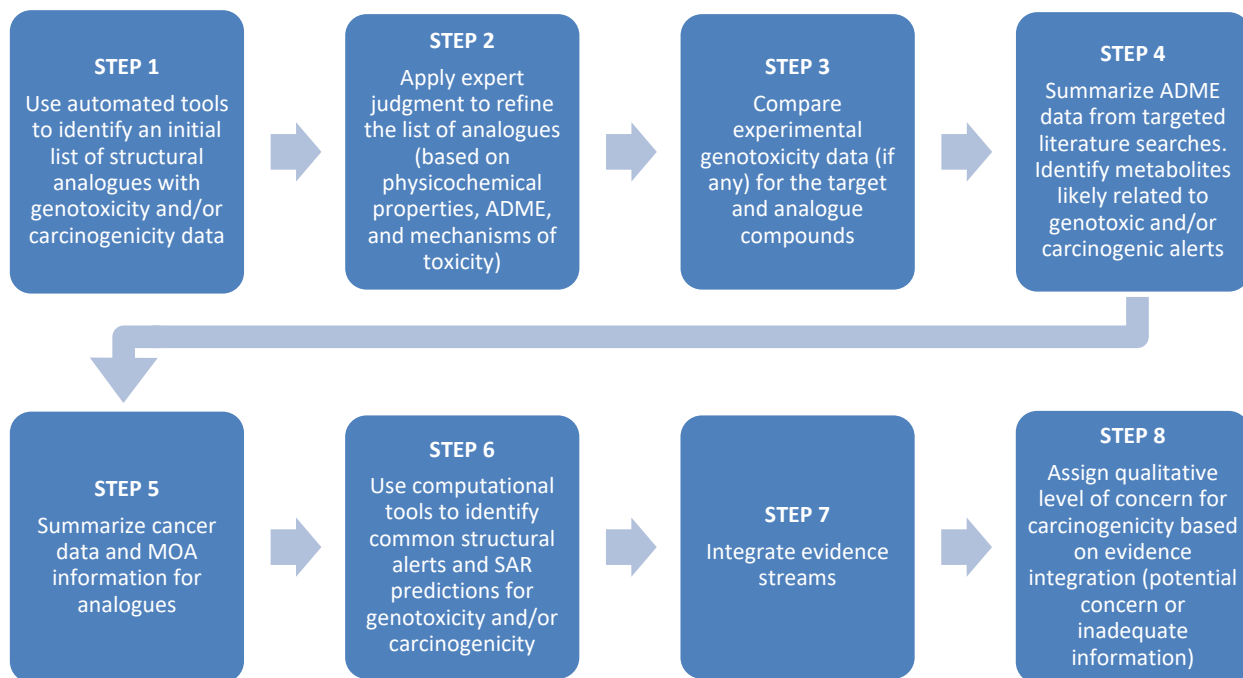 STEP 1
Use automated tools
to identify an initial
list of structural
analogues with
genotoxicity and/or
carcinogenicity data
STEP 2
Apply expert
judgment to refine
the list of analogues
(based on
physicochemical
properties, ADME,
and mechanisms of
toxicity)
STEP 3
Compare
experimental
genotoxicity data (if
any) for the target
and analogue
compounds
STEP 4
Summarize ADME
data from targeted
literature searches.
Identify metabolites
likely related to
genotoxic and/or
carcinogenic alerts
STEP 5
Summarize cancer
data and MOA
information for
analogues
STEP 6
Use computational
tools to identify
common structural
alerts and SAR
predictions for
genotoxicity and/or
carcinogenicity
STEP 7
Integrate evidence
streams
STEP 8
Assign qualitative
level of concern for
carcinogenicity based
on evidence
integration (potential
concern or
inadequate
information)